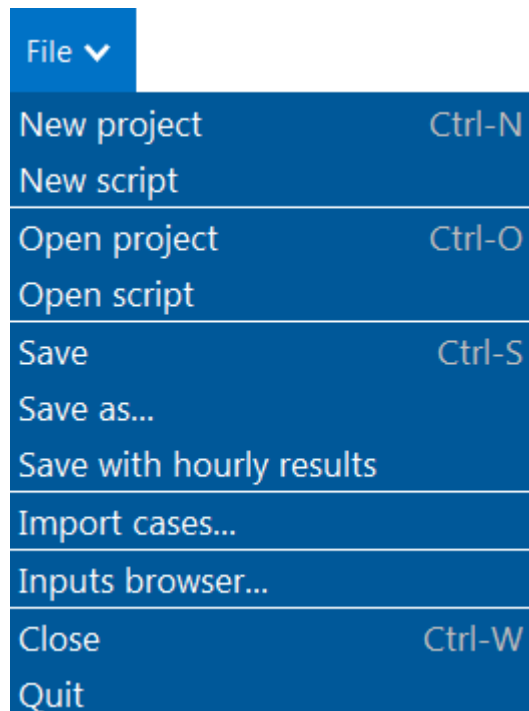 File
New project Ctrl-N
New script
Open project Ctrl-O
Open script
Save Ctrl-S
Save as...
Save with hourly results
Import cases...
Inputs browser...
Close Ctrl-W
Quit